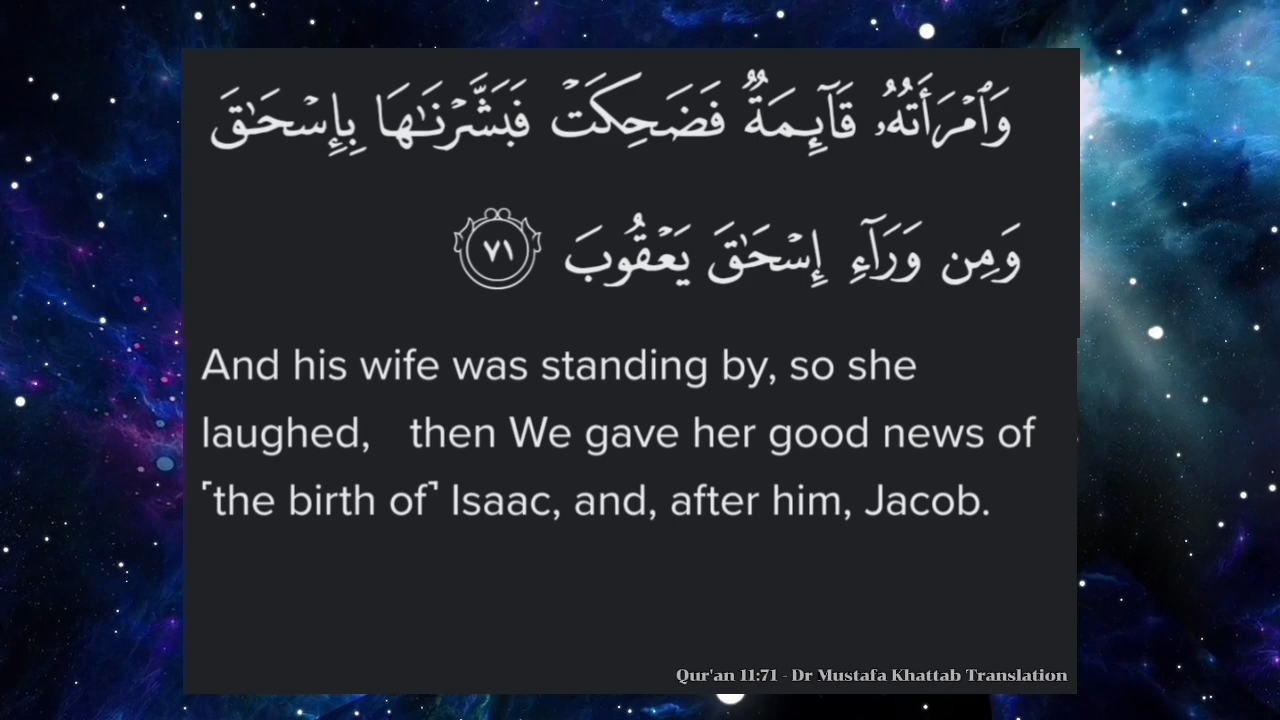 وَٱمْرَأَتُهُۥ قَآئِمَةٌ فَضَحِكَتْ فَبَشَّرْنَـٰهَا بِإِسْحَـٰقَ
وَمِن وَرَآءِ إِسْحَـٰقَ يَعْقُوبَ ٧١
And his wife was standing by, so she
laughed, then We gave her good news of
˹the birth of˺ Isaac, and, after him, Jacob.
Qur'an 11:71 - Dr Mustafa Khattab Translation